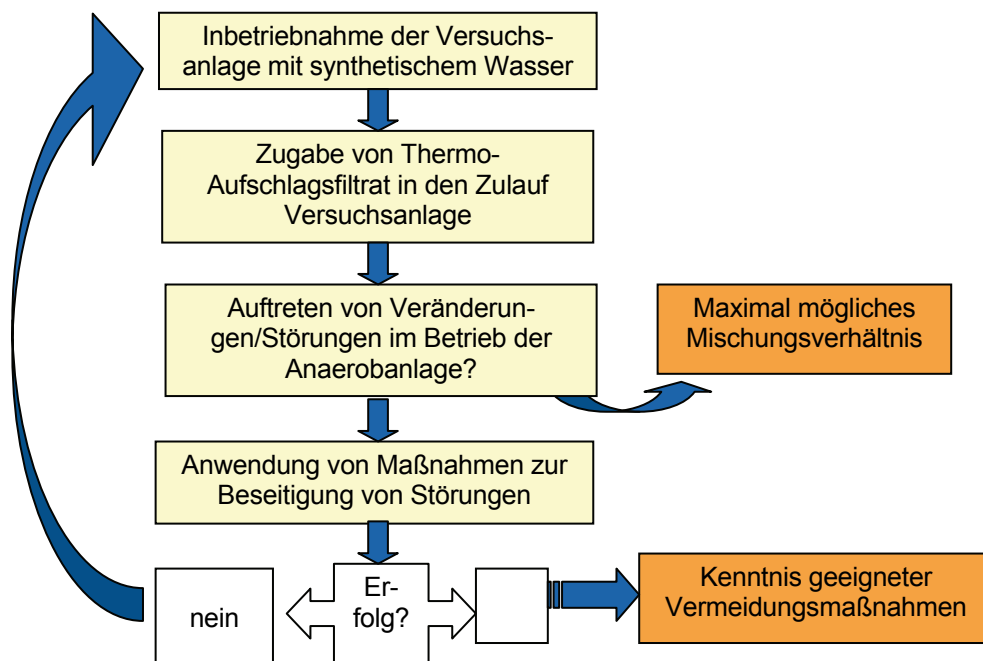 Inbetriebnahme der Versuchs-
anlage mit synthetischem Wasser
Zugabe von Thermo-
Aufschlagsfiltrat in den Zulauf
Versuchsanlage
Auftreten von Veränderun-
gen/Störungen im Betrieb der
Anaerobanlage?
Maximal mögliches
Mischungsverhältnis
Anwendung von Maßnahmen zur
Beseitigung von Störungen
nein
Er-
folg?
Kenntnis geeigneter
Vermeidungsmaßnahmen